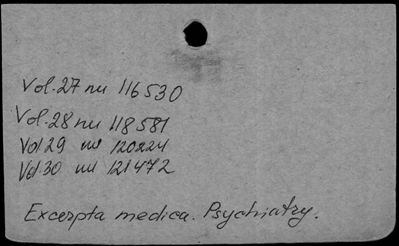 Vol. 27 nu 116530
Vol. 28 nu 118581
Vol 29 nu 120224
Vol 30 nu 121472
Excerpta medica. Psychiatry.